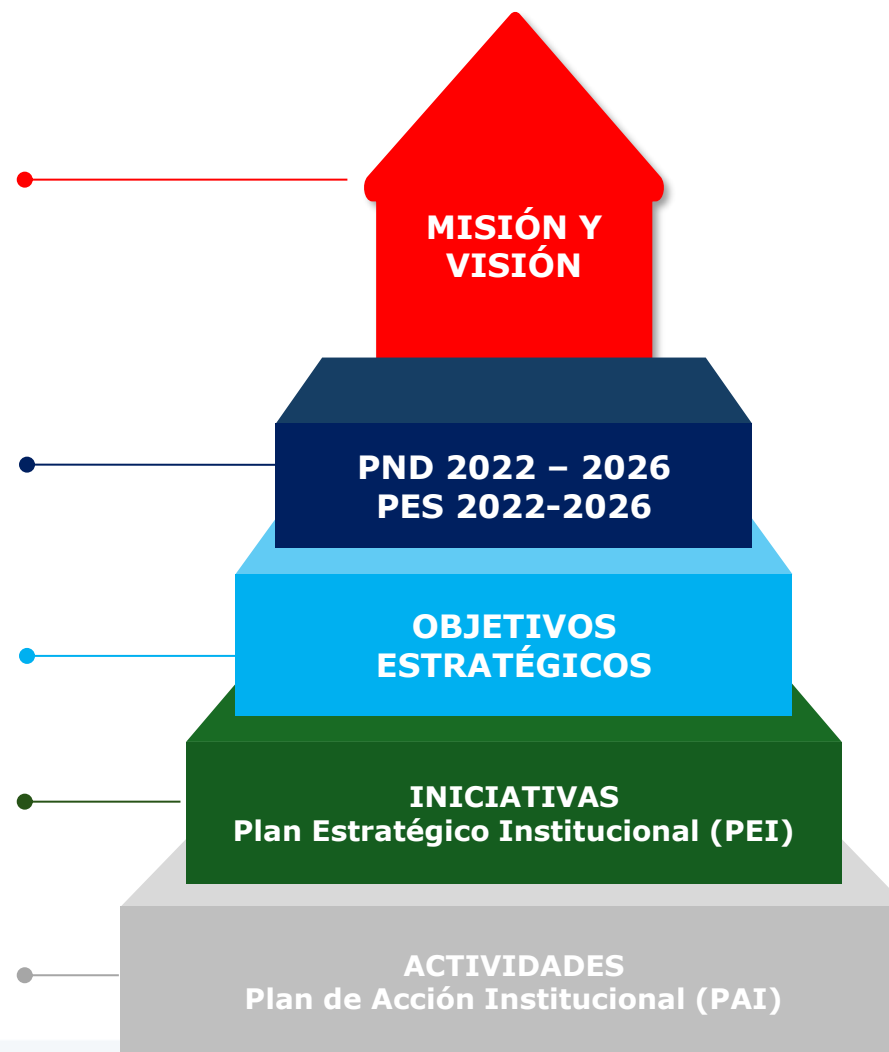 MISIÓN Y
VISIÓN
PND 2022 – 2026
PES 2022-2026
OBJETIVOS
ESTRATÉGICOS
INICIATIVAS
Plan Estratégico Institucional (PEI)
ACTIVIDADES
Plan de Acción Institucional (PAI)